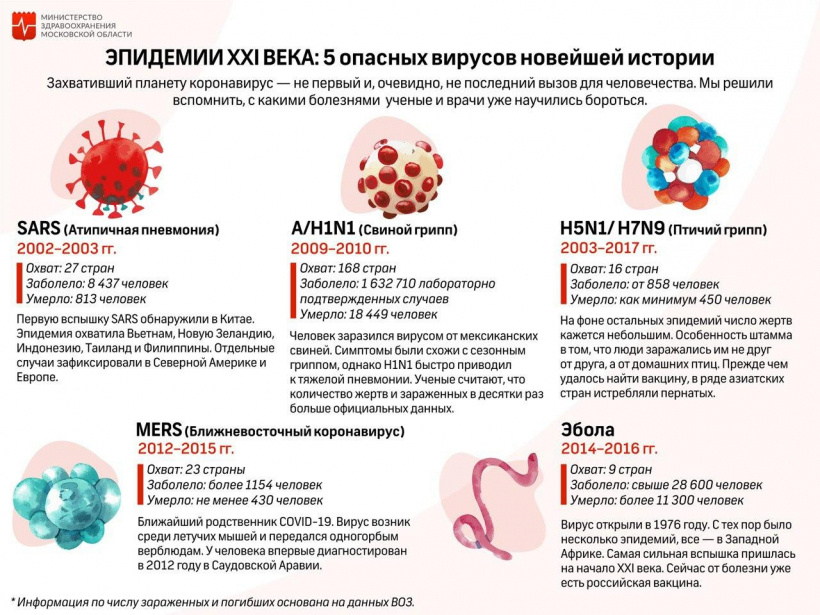 МИНИСТЕРСТВО
ЗДРАВООХРАНЕНИЯ
МОСКОВСКОЙ ОБЛАСТИ
ЭПИДЕМИИ XXI ВЕКА: 5 опасных вирусов новейшей истории
Захвативший планету коронавирус — не первый и, очевидно, не последний вызов для человечества. Мы решили
вспомнить, с какими болезнями ученые и врачи уже научились бороться.
SARS (Атипичная пневмония)
2002–2003 гг.
Охват: 27 стран
Заболело: 8 437 человек
Умерло: 813 человек
Первую вспышку SARS обнаружили в Китае.
Эпидемия охватила Вьетнам, Новую Зеландию,
Индонезию, Таиланд и Филиппины. Отдельные
случаи зафиксировали в Северной Америке и
Европе.
A/H1N1 (Свиной грипп)
2009–2010 гг.
Охват: 168 стран
Заболело: 1 632 710 лабораторно
подтвержденных случаев
Умерло: 18 449 человек
Человек заразился вирусом от мексиканских
свиней. Симптомы были схожи с сезонным
гриппом, однако H1N1 быстро приводил
к тяжелой пневмонии. Ученые считают, что
количество жертв и зараженных в десятки раз
больше официальных данных.
H5N1/ H7N9 (Птичий грипп)
2003–2017 гг.
Охват: 16 стран
Заболело: от 858 человек
Умерло: как минимум 450 человек
На фоне остальных эпидемий число жертв
кажется небольшим. Особенность штамма
в том, что люди заражались им не друг
от друга, а от домашних птиц. Прежде чем
удалось найти вакцину, в ряде азиатских
стран истребляли пернатых.
MERS (Ближневосточный коронавирус)
2012–2015 гг.
Охват: 23 страны
Заболело: более 1154 человек
Умерло: не менее 430 человек
Ближайший родственник COVID-19. Вирус возник
среди летучих мышей и передался одногорбым
верблюдам. У человека впервые диагностирован
в 2012 году в Саудовской Аравии.
Эбола
2014–2016 гг.
Охват: 9 стран
Заболело: свыше 28 600 человек
Умерло: более 11 300 человек
Вирус открыли в 1976 году. С тех пор было
несколько эпидемий, все — в Западной
Африке. Самая сильная вспышка пришлась
на начало XXI века. Сейчас от болезни уже
есть российская вакцина.
* Информация по числу зараженных и погибших основана на данных ВОЗ.